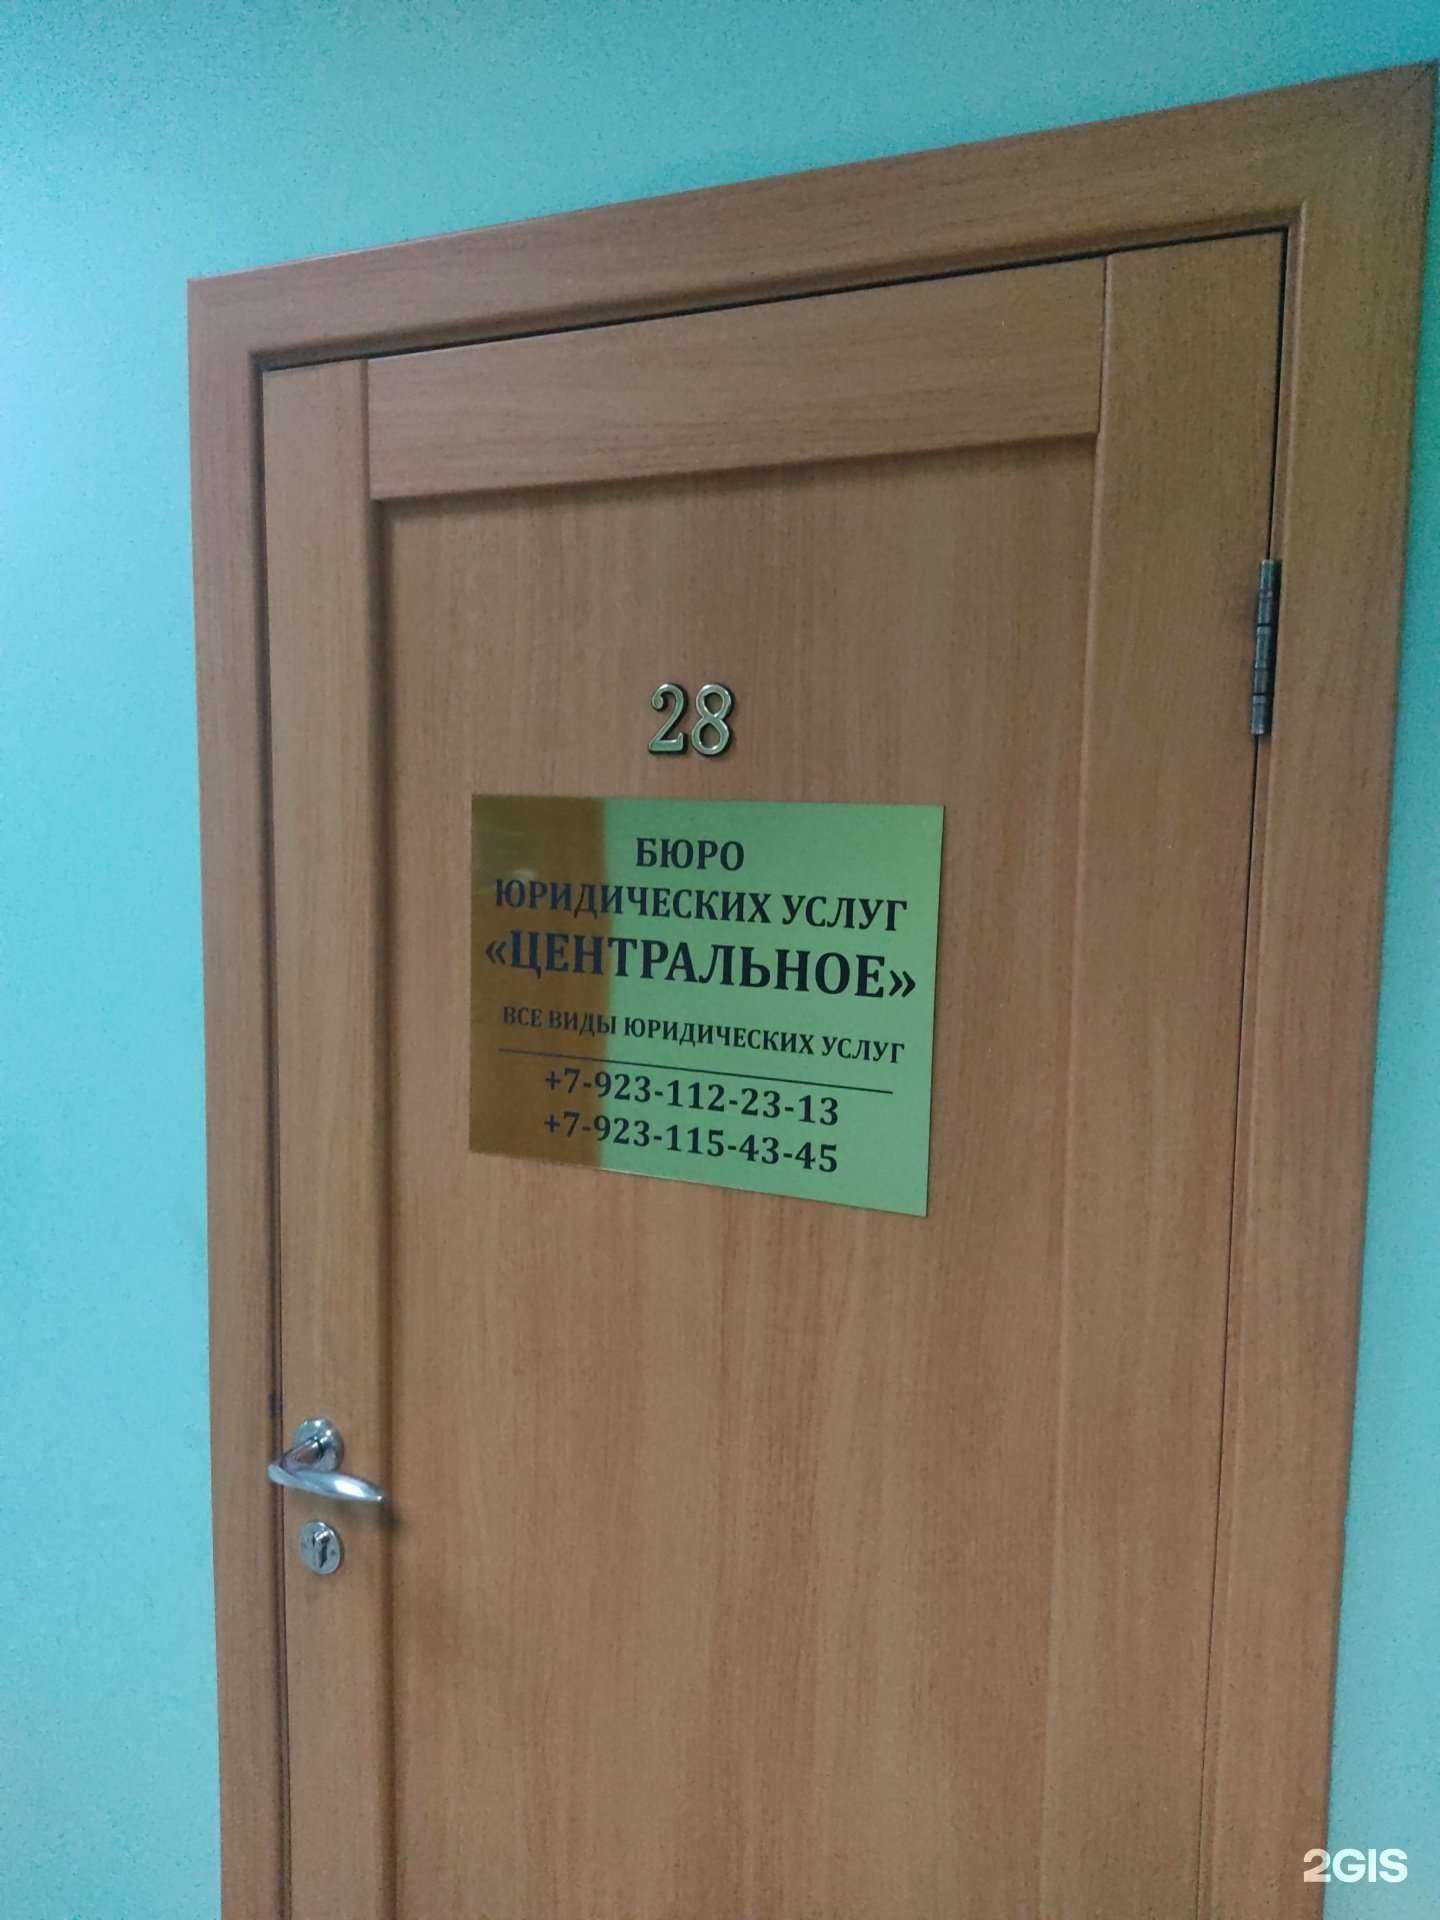 28
БЮРО
ЮРИДИЧЕСКИХ УСЛУГ
«ЦЕНТРАЛЬНОЕ»
ВСЕ ВИДЫ ЮРИДИЧЕСКИХ УСЛУГ
+7-923-112-23-13
+7-923-115-43-45
2GIS